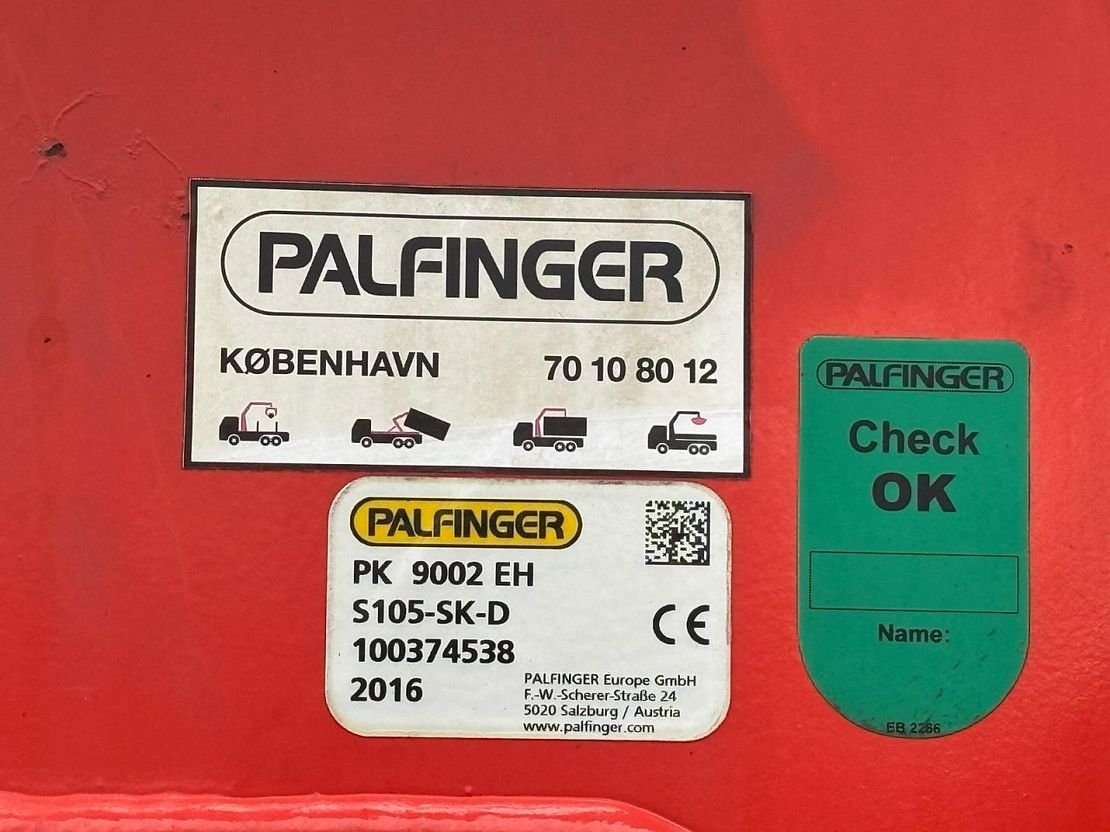 PALFINGER
KØBENHAVN 70 10 80 12
PALFINGER
PK 9002 EH
S105-SK-D
100374538
2016
CE
PALFINGER Europe GmbH
F.-W.-Scherer-Straße 24
5020 Salzburg / Austria
www.palfinger.com
PALFINGER
Check
OK
Name:
EB 2266